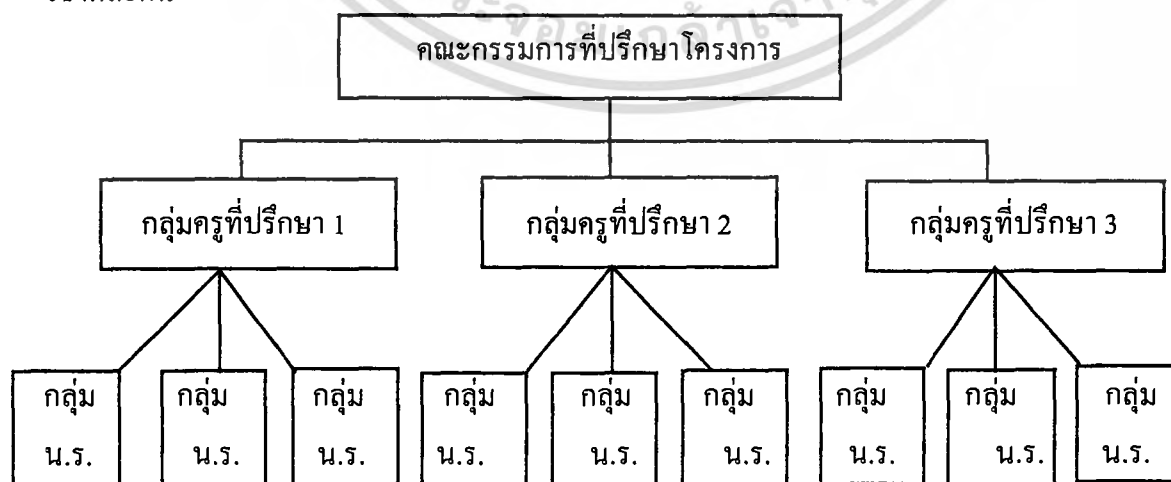 คณะกรรมการที่ปรึกษาโครงการ
กลุ่มครูที่ปรึกษา 1
กลุ่มครูที่ปรึกษา 2
กลุ่มครูที่ปรึกษา 3
กลุ่ม
น.ร.
กลุ่ม
น.ร.
กลุ่ม
น.ร.
กลุ่ม
น.ร.
กลุ่ม
น.ร.
กลุ่ม
น.ร.
กลุ่ม
น.ร.
กลุ่ม
น.ร.
กลุ่ม
น.ร.